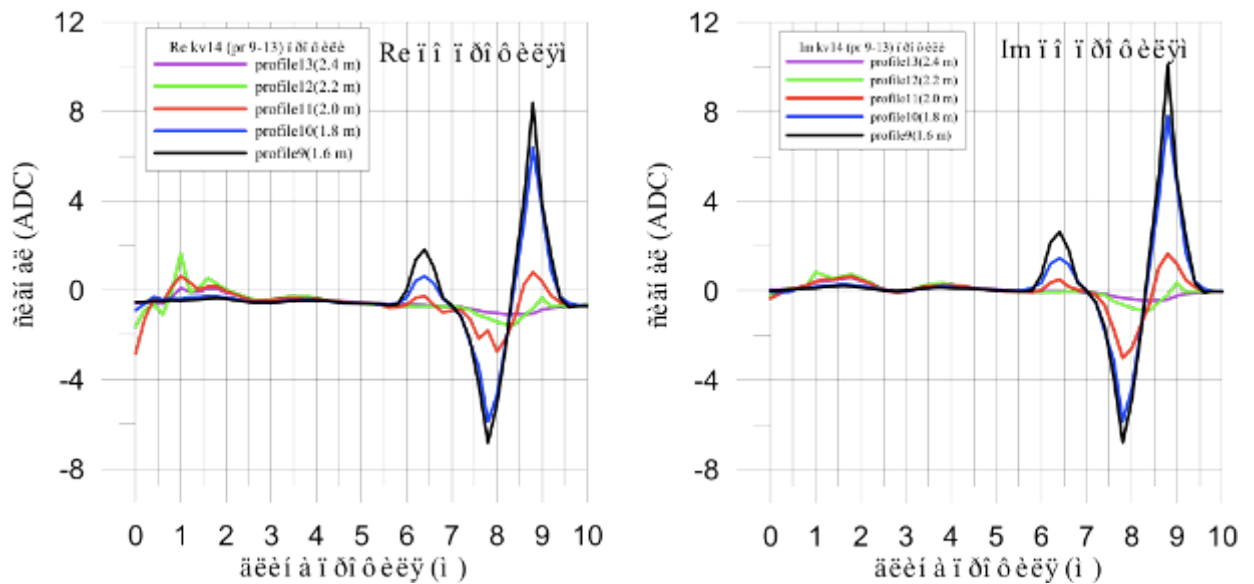 12
Re kv14 (pr 9-13) ï ðî ô èëè
profile13(2.4 m)
profile12(2.2 m)
profile11(2.0 m)
profile10(1.8 m)
profile9(1.6 m)
Re ï î ï ðî ô èëÿì
8
4
0
-4
-8
ñèãí àë (ADC)
0 1 2 3 4 5 6 7 8 9 10
äëèí à ï ðî ô èëÿ (ì )
12
Im kv14 (pr 9-13) ï ðî ô èëè
profile13(2.4 m)
profile12(2.2 m)
profile11(2.0 m)
profile10(1.8 m)
profile9(1.6 m)
Im ï î ï ðî ô èëÿì
8
4
0
-4
-8
ñèãí àë (ADC)
0 1 2 3 4 5 6 7 8 9 10
äëèí à ï ðî ô èëÿ (ì )